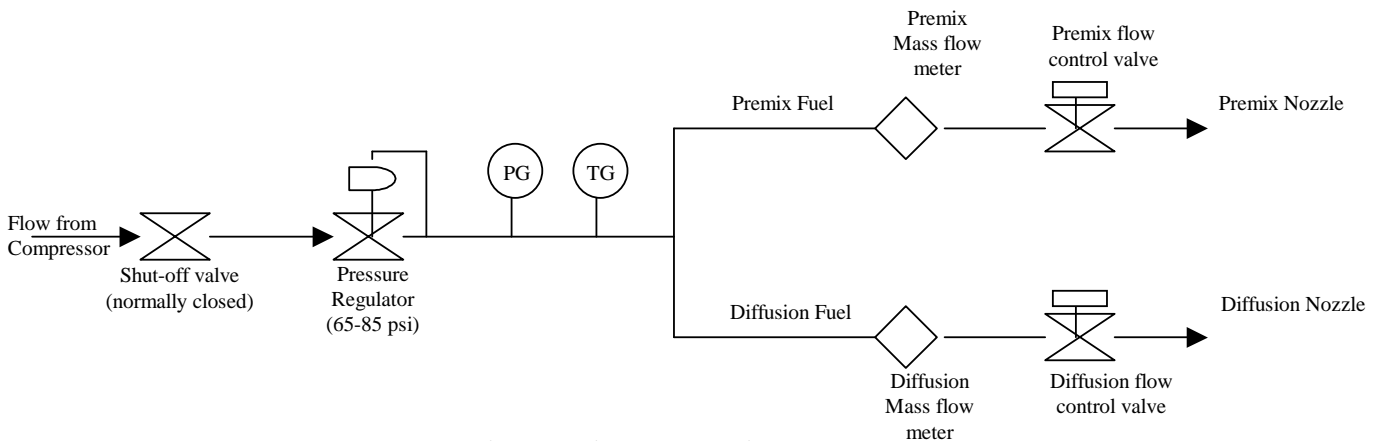 Flow from
Compressor
Shut-off valve
(normally closed)
Pressure
Regulator
(65-85 psi)
PG
TG
Premix Fuel
Premix
Mass flow
meter
Premix flow
control valve
Premix Nozzle
Diffusion Fuel
Diffusion
Mass flow
meter
Diffusion flow
control valve
Diffusion Nozzle